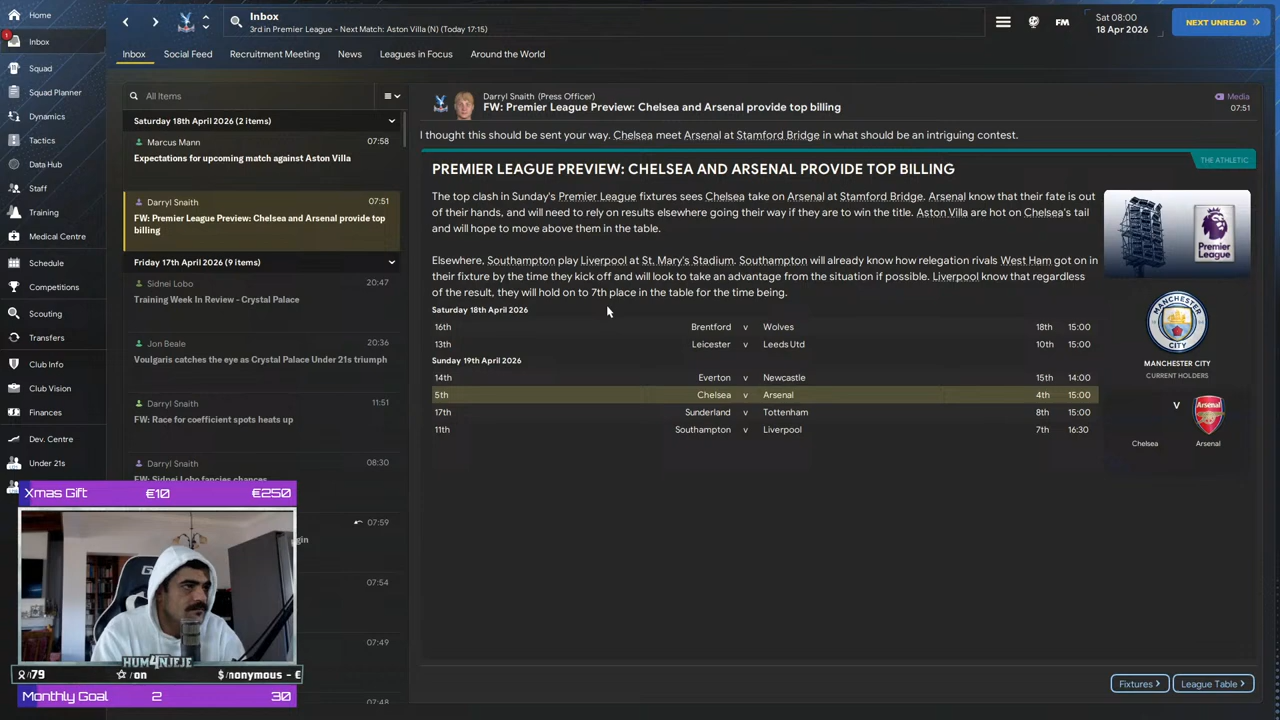 Home
Inbox
3rd in Premier League - Next Match: Aston Villa (N) (Today 17:15)
FM
Sat 08:00
18 Apr 2026
NEXT UNREAD
1
Inbox
Squad
Squad Planner
Dynamics
Tactics
Data Hub
Staff
Training
Medical Centre
Schedule
Competitions
Scouting
Transfers
Club Info
Club Vision
Finances
Dev. Centre
Under 21s
Inbox Social Feed Recruitment Meeting News Leagues in Focus Around the World
All Items
Saturday 18th April 2026 (2 items)
Marcus Mann 07:58
Expectations for upcoming match against Aston Villa
Darryl Snaith 07:51
FW: Premier League Preview: Chelsea and Arsenal provide top
billing
Friday 17th April 2026 (9 items)
Sidnei Lobo 20:47
Training Week In Review - Crystal Palace
Jon Beale 20:36
Voulgaris catches the eye as Crystal Palace Under 21s triumph
Darryl Snaith 11:51
FW: Race for coefficient spots heats up
Darryl Snaith 08:30
FW: Sidnei Lobo fancies chances
07:59
07:54
07:49
07:48
Darryl Snaith (Press Officer)
FW: Premier League Preview: Chelsea and Arsenal provide top billing
Media
07:51
I thought this should be sent your way. Chelsea meet Arsenal at Stamford Bridge in what should be an intriguing contest.
THE ATHLETIC
PREMIER LEAGUE PREVIEW: CHELSEA AND ARSENAL PROVIDE TOP BILLING
The top clash in Sunday's Premier League fixtures sees Chelsea take on Arsenal at Stamford Bridge. Arsenal know that their fate is out
of their hands, and will need to rely on results elsewhere going their way if they are to win the title. Aston Villa are hot on Chelsea's tail
and will hope to move above them in the table.
Elsewhere, Southampton play Liverpool at St. Mary's Stadium. Southampton will already know how relegation rivals West Ham got on in
their fixture by the time they kick off and will look to take an advantage from the situation if possible. Liverpool know that regardless
of the result, they will hold on to 7th place in the table for the time being.
Saturday 18th April 2026
16th Brentford v Wolves 18th 15:00
13th Leicester v Leeds Utd 10th 15:00
Sunday 19th April 2026
14th Everton v Newcastle 15th 14:00
5th Chelsea v Arsenal 4th 15:00
17th Sunderland v Tottenham 8th 15:00
11th Southampton v Liverpool 7th 16:30
Premier
League
MANCHESTER
CITY
MANCHESTER CITY
CURRENT HOLDERS
V
Arsenal
Chelsea Arsenal
Fixtures
League Table
Xmas Gift €10 €250
HUM4NJEJE
Monthly Goal 2 30